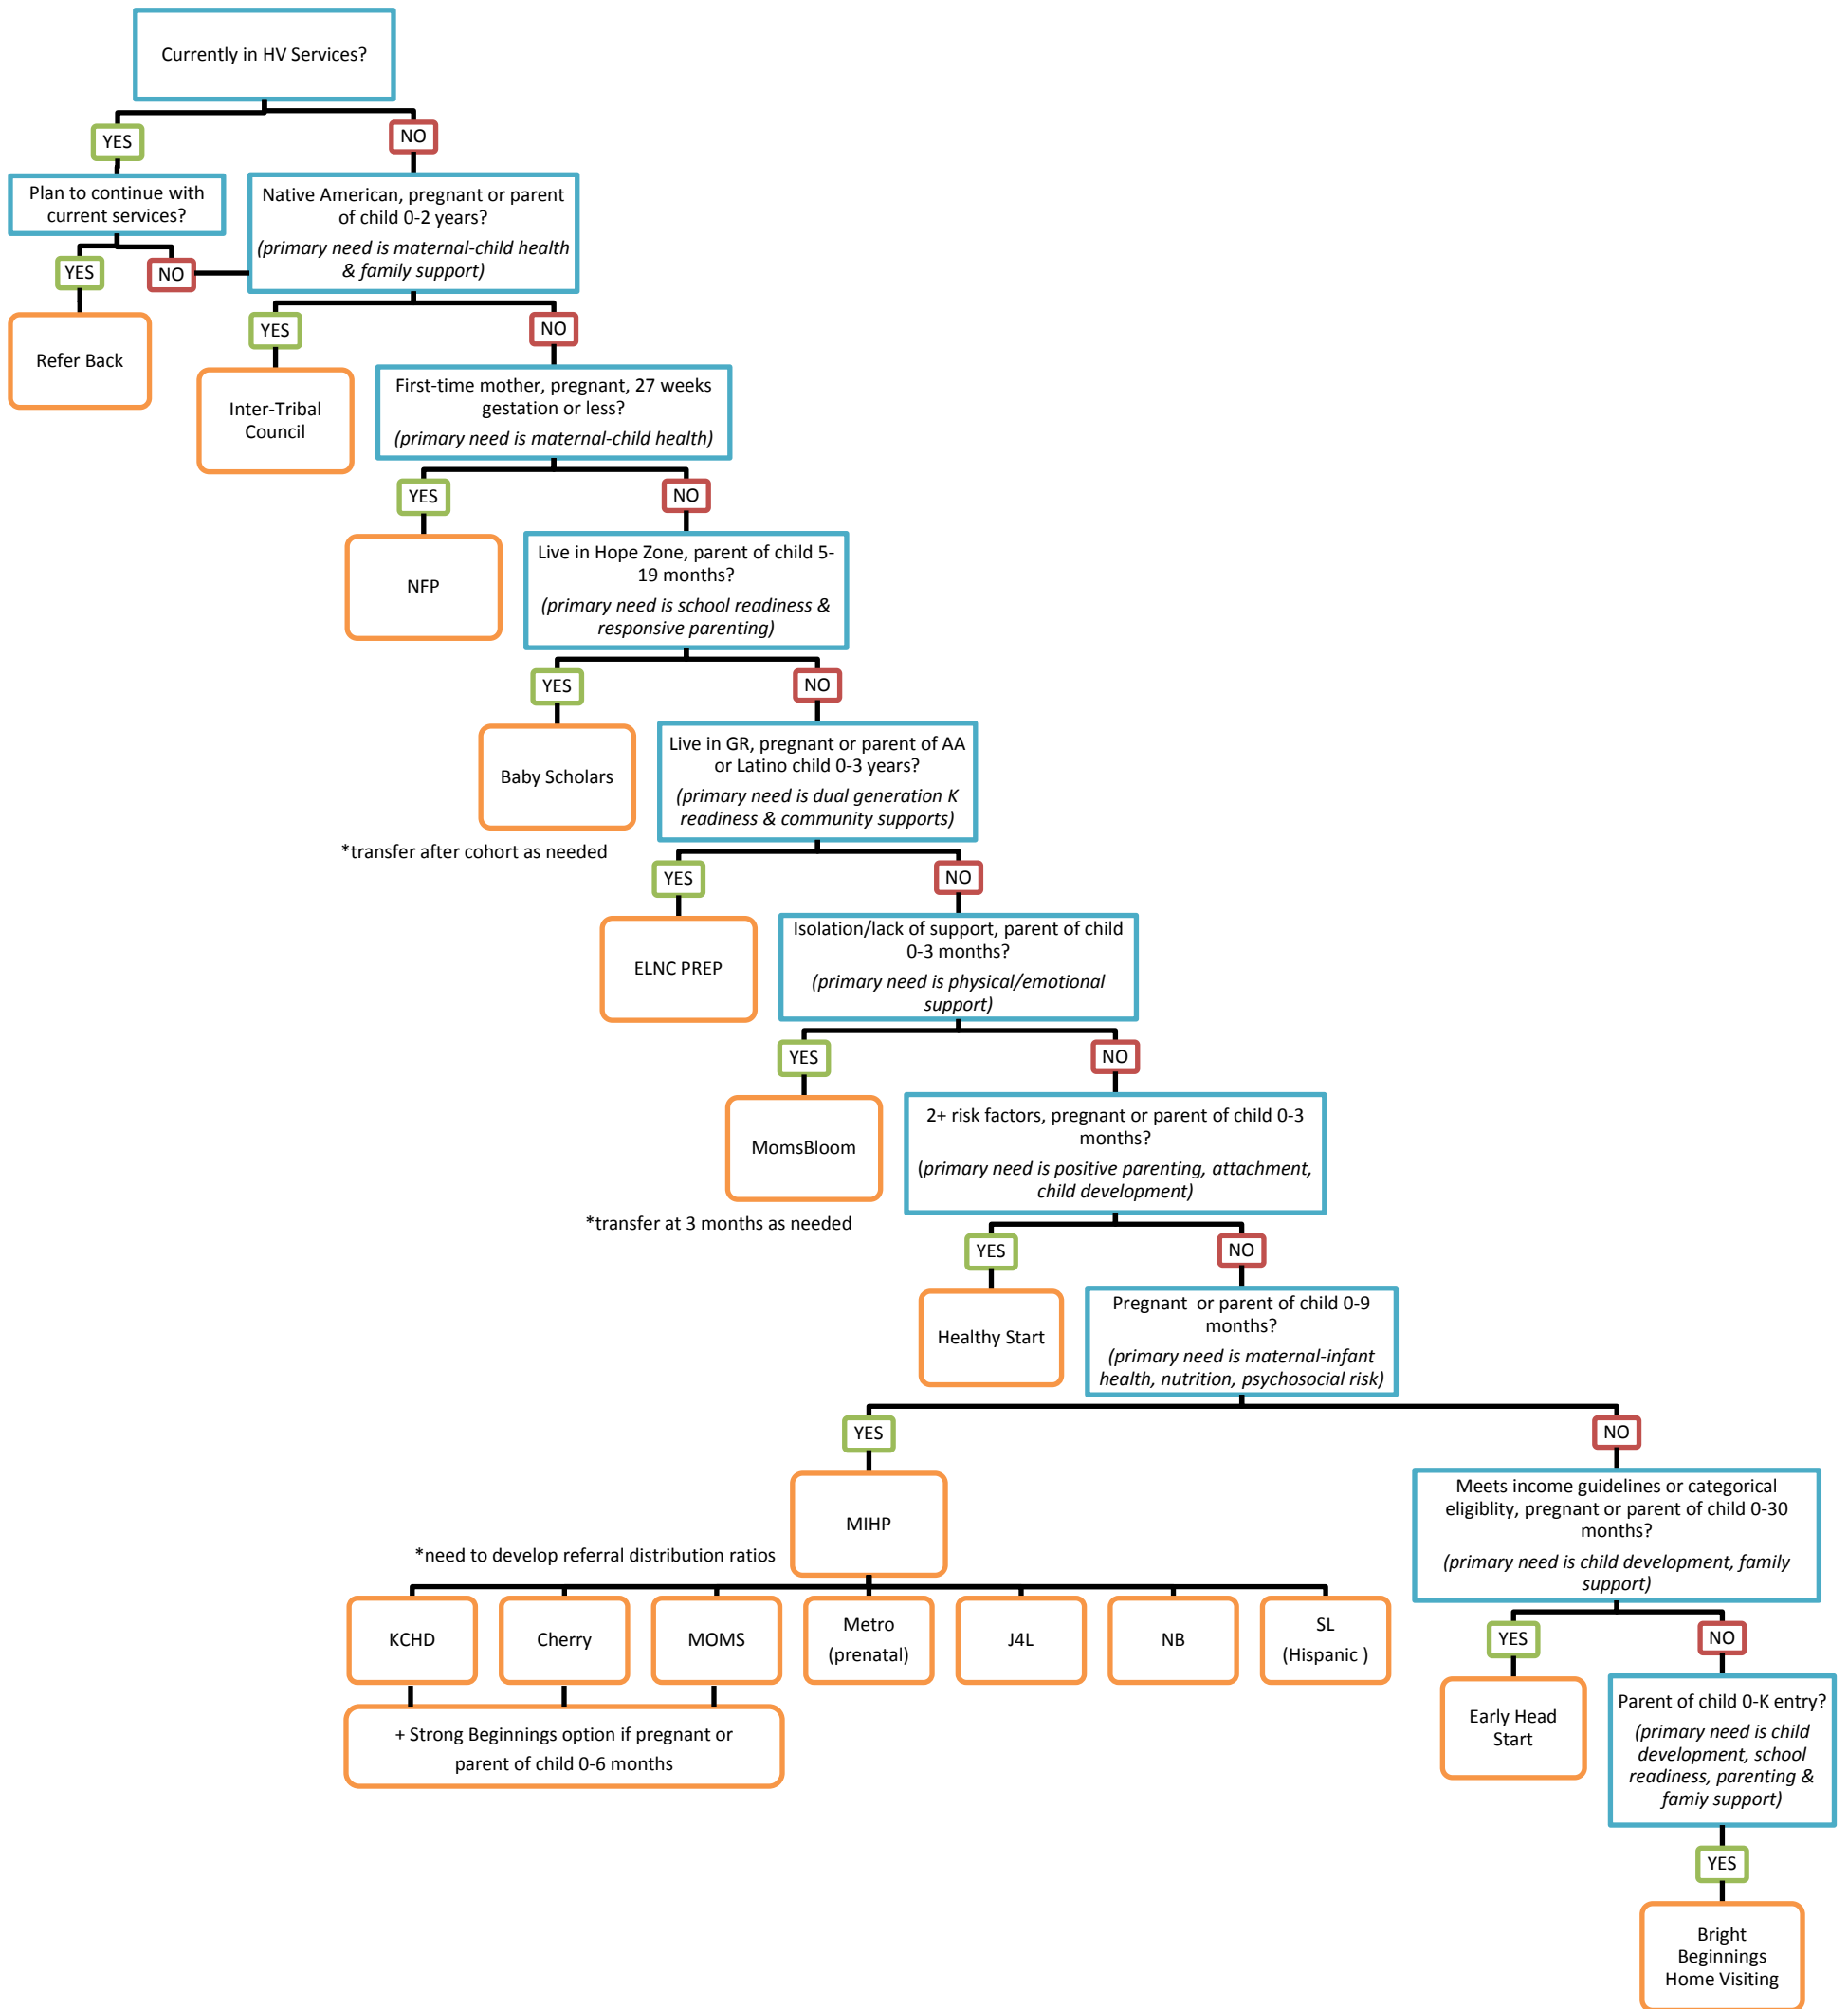 Currently in HV Services?
YES
NO
Plan to continue with
current services?
Native American, pregnant or parent
of child 0-2 years?
(primary need is maternal-child health
& family support)
YES
NO
Refer Back
YES
NO
Inter-Tribal
Council
First-time mother, pregnant, 27 weeks
gestation or less?
(primary need is maternal-child health)
YES
NO
NFP
Live in Hope Zone, parent of child 5-
19 months?
(primary need is school readiness &
responsive parenting)
YES
NO
Baby Scholars
*transfer after cohort as needed
Live in GR, pregnant or parent of AA
or Latino child 0-3 years?
(primary need is dual generation K
readiness & community supports)
YES
NO
ELNC PREP
Isolation/lack of support, parent of child
0-3 months?
(primary need is physical/emotional
support)
YES
NO
MomsBloom
*transfer at 3 months as needed
2+ risk factors, pregnant or parent of child 0-3
months?
(primary need is positive parenting, attachment,
child development)
YES
NO
Healthy Start
Pregnant or parent of child 0-9
months?
(primary need is maternal-infant
health, nutrition, psychosocial risk)
YES
NO
MIHP
*need to develop referral distribution ratios
KCHD
Cherry
MOMS
Metro
(prenatal)
J4L
NB
SL
(Hispanic )
+ Strong Beginnings option if pregnant or
parent of child 0-6 months
Meets income guidelines or categorical
eligiblity, pregnant or parent of child 0-30
months?
(primary need is child development, family
support)
YES
NO
Early Head
Start
Parent of child 0-K entry?
(primary need is child
development, school
readiness, parenting &
famiy support)
YES
Bright
Beginnings
Home Visiting